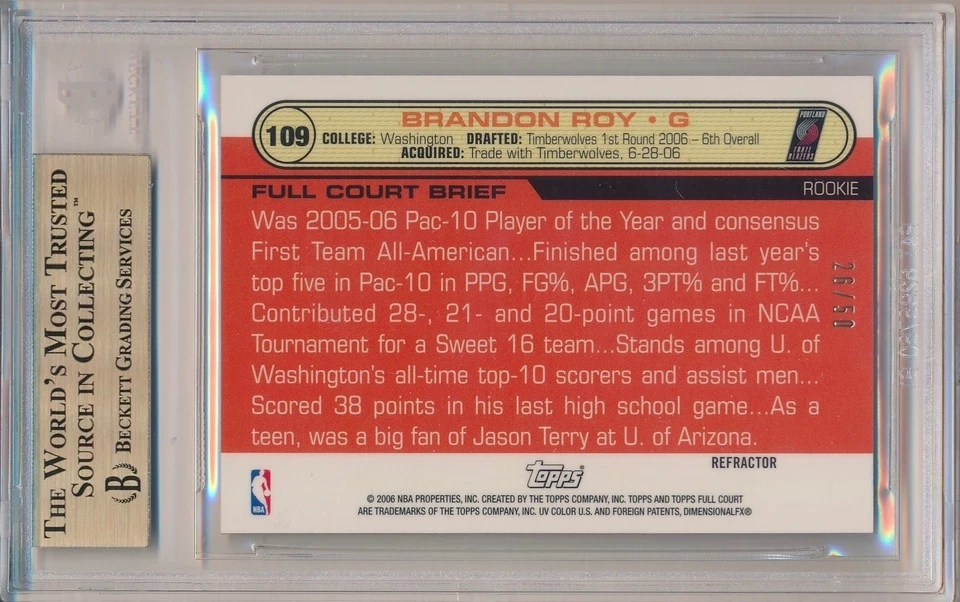 THE WORLD'S MOST TRUSTED
SOURCE IN COLLECTING™
BECKETT GRADING SERVICES
B
109
BRANDON ROY • G
COLLEGE: Washington DRAFTED: Timberwolves 1st Round 2006 – 6th Overall
ACQUIRED: Trade with Timberwolves, 6-28-06
PORTLAND
TRAIL BLAZERS
FULL COURT BRIEF
ROOKIE
Was 2005-06 Pac-10 Player of the Year and consensus
First Team All-American...Finished among last year's
top five in Pac-10 in PPG, FG%, APG, 3PT% and FT%...
Contributed 28-, 21- and 20-point games in NCAA
Tournament for a Sweet 16 team...Stands among U. of
Washington's all-time top-10 scorers and assist men...
Scored 38 points in his last high school game...As a
teen, was a big fan of Jason Terry at U. of Arizona.
26/50
REFRACTOR
NBA
Topps®
© 2006 NBA PROPERTIES, INC. CREATED BY THE TOPPS COMPANY, INC. TOPPS AND TOPPS FULL COURT
ARE TRADEMARKS OF THE TOPPS COMPANY, INC. UV COLOR U.S. AND FOREIGN PATENTS, DIMENSIONALFX®